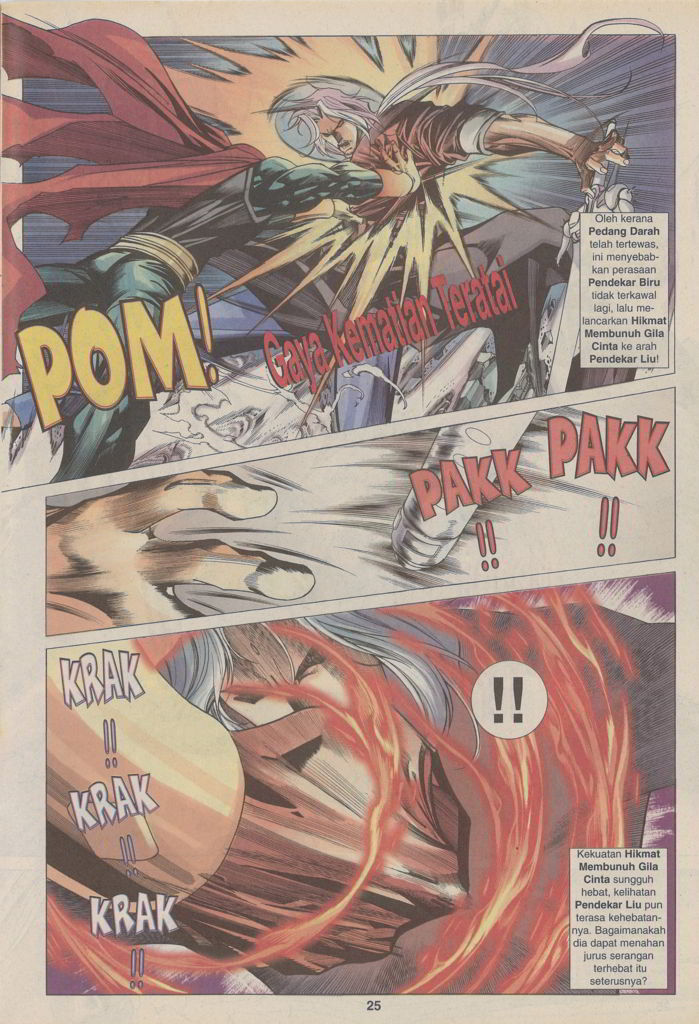 Oleh kerana
Pedang Darah
telah tertewas,
ini menyebab-
kan perasaan
Pendekar Biru
tidak terkawal
lagi, lalu me-
lancarkan Hikmat
Membunuh Gila
Cinta ke arah
Pendekar Liu!
POM!
Gaya Kematian Teratai
PAKK
!!
PAKK
!!
KRAK
!!
KRAK
!!
KRAK
!!
!!
Kekuatan Hikmat
Membunuh Gila
Cinta sungguh
hebat, kelihatan
Pendekar Liu pun
terasa kehebatan-
nya. Bagaimanakah
dia dapat menahan
jurus serangan
terhebat itu
seterusnya?
25